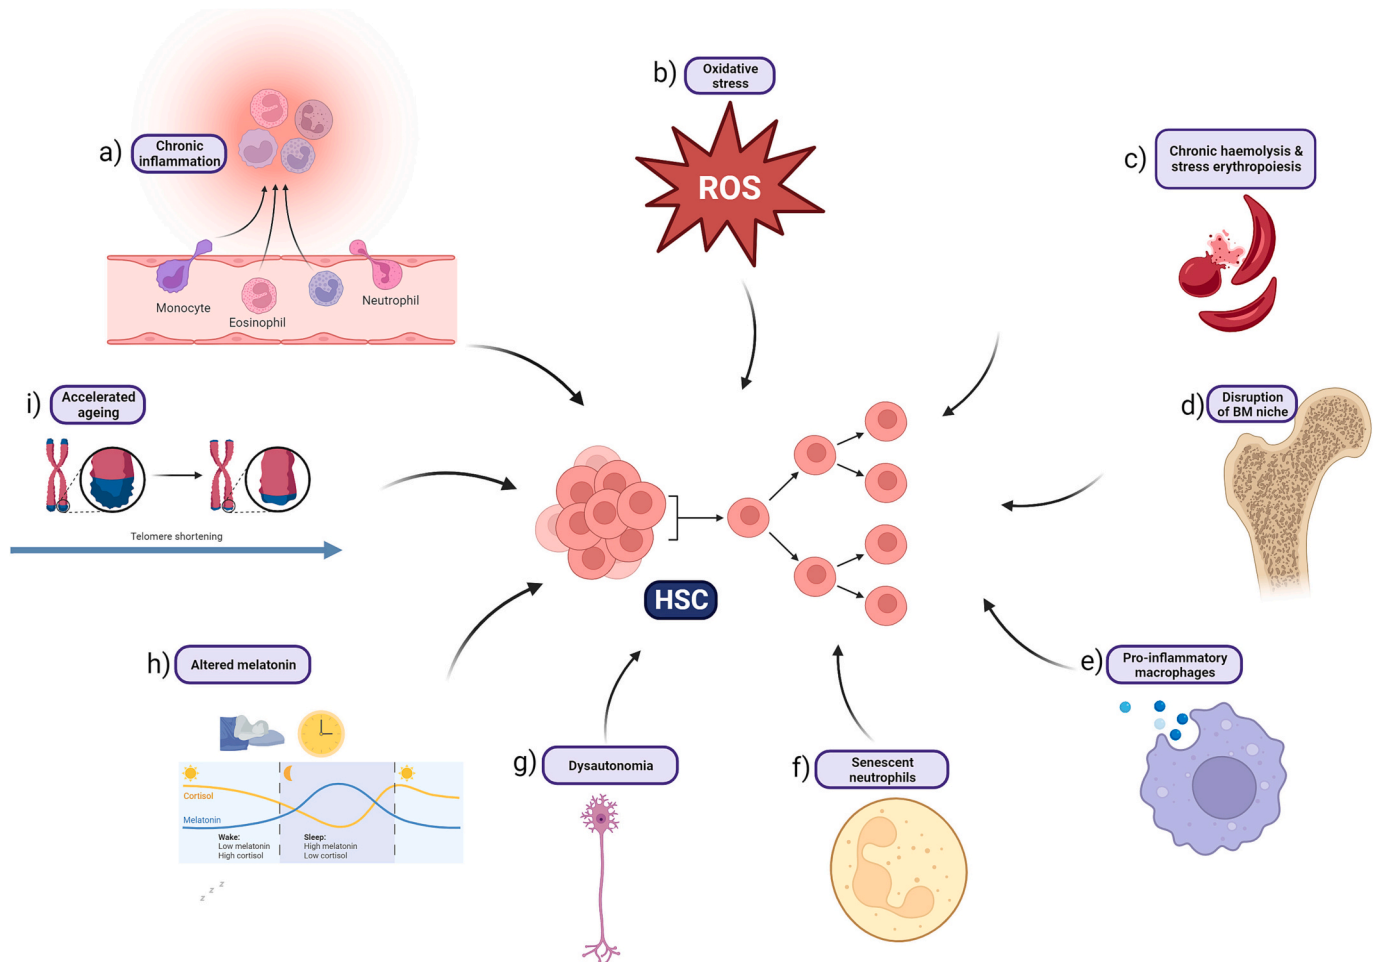 a)
Chronic
inflammation
Monocyte
Eosinophil
Neutrophil
b)
Oxidative
stress
ROS
c)
Chronic haemolysis &
stress erythropoiesis
d)
Disruption
of BM niche
e)
Pro-inflammatory
macrophages
f)
Senescent
neutrophils
g)
Dysautonomia
h)
Altered melatonin
Cortisol
Melatonin
Wake:
Low melatonin
High cortisol
Sleep:
High melatonin
Low cortisol
z z z
i)
Accelerated
ageing
Telomere shortening
HSC